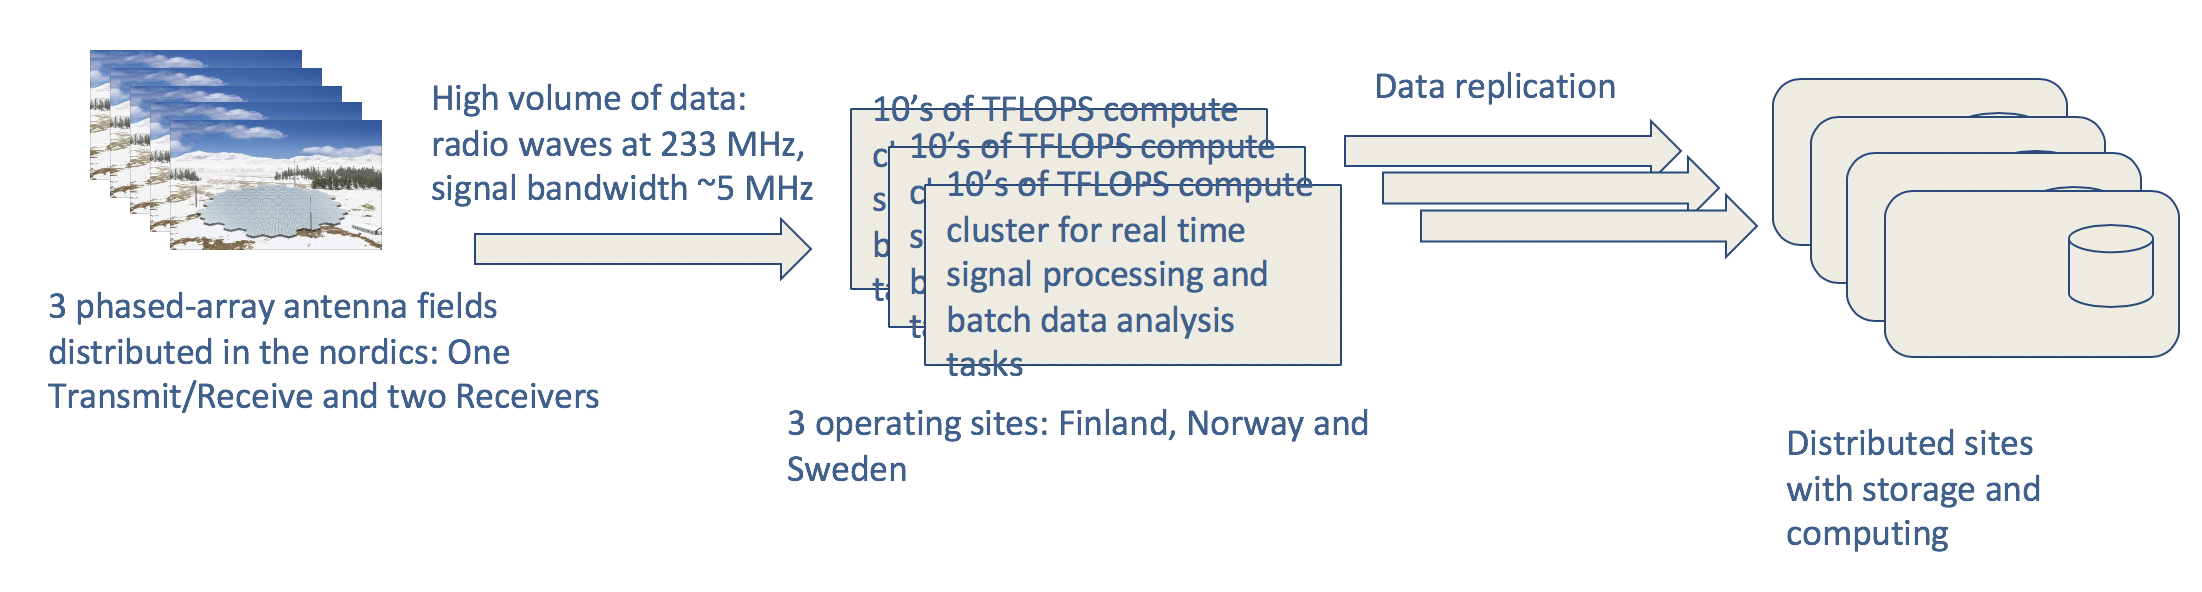 High volume of data:
radio waves at 233 MHz,
signal bandwidth ~5 MHz
3 phased-array antenna fields
distributed in the nordics: One
Transmit/Receive and two Receivers
10's of TFLOPS compute
10's of TFLOPS compute
10's of TFLOPS compute
cluster for real time
signal processing and
batch data analysis
tasks
3 operating sites: Finland, Norway and
Sweden
Data replication
Distributed sites
with storage and
computing